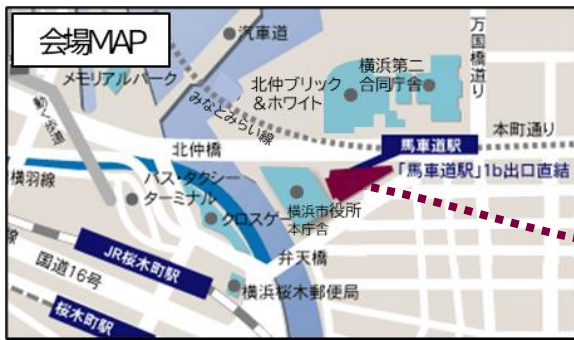 会場MAP
汽車道
万国橋通り
メモリアルパーク
みなとみらい線
北仲ブリック
&ホワイト
横浜第二
合同庁舎
動く歩道
馬車道駅
本町通り
北仲橋
「馬車道駅」1b出口直結
横羽線
バス・タクシー
ターミナル
横浜市役所
本庁舎
クロスゲー
弁天橋
JR桜木町駅
国道16号
横浜桜木郵便局
桜木町駅
線